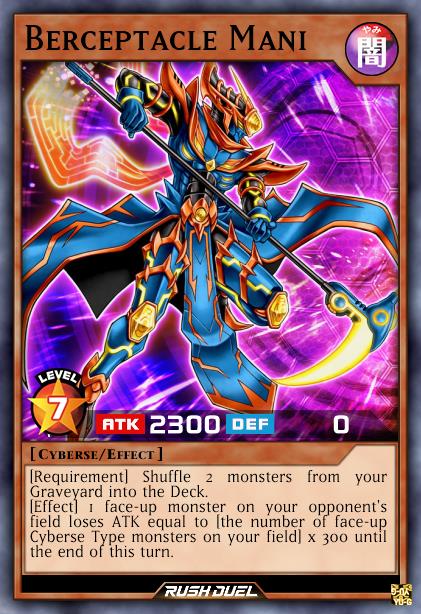 Berceptacle Mani
やみ
闇
LEVEL
7
ATK 2300 DEF 0
[Cyberse/Effect]
[Requirement] Shuffle 2 monsters from your
Graveyard into the Deck.
[Effect] 1 face-up monster on your opponent's
field loses ATK equal to [the number of face-up
Cyberse Type monsters on your field] x 300 until
the end of this turn.
RUSH DUEL